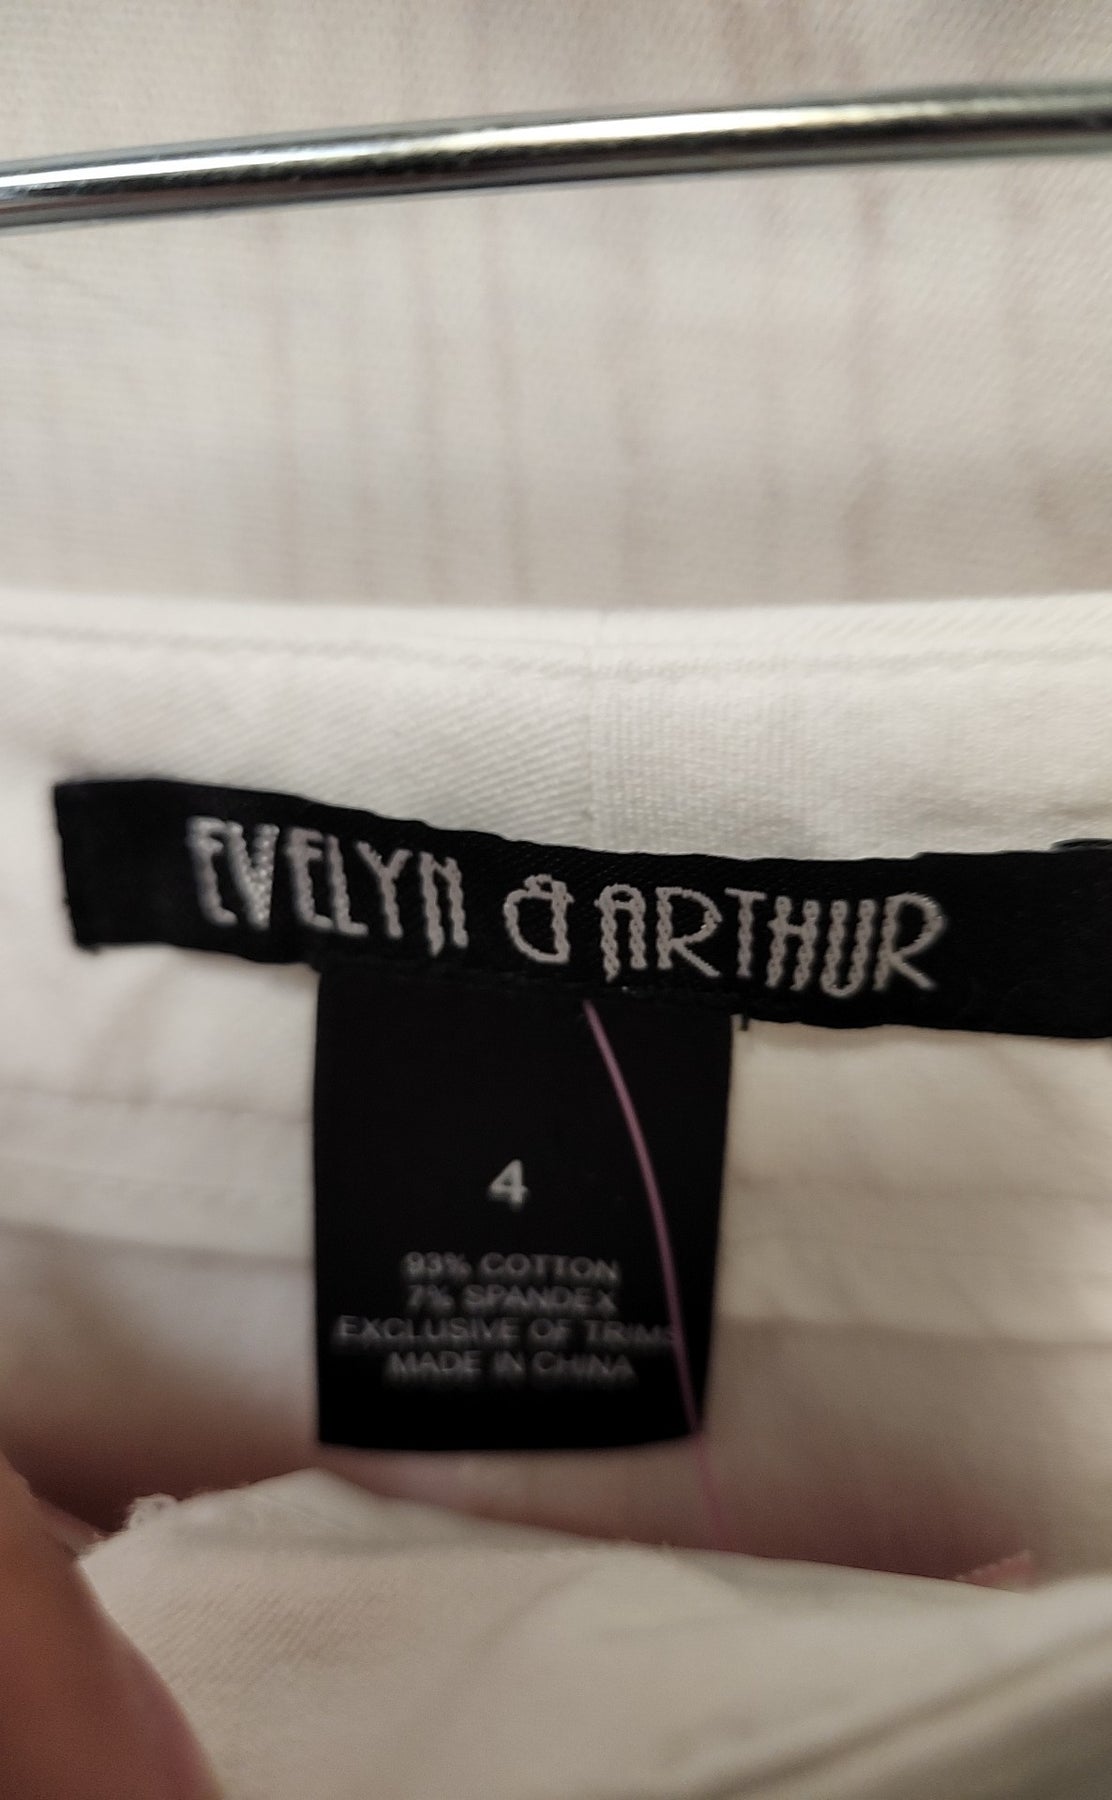 EVELYN & ARTHUR
4
93% COTTON
7% SPANDEX
EXCLUSIVE OF TRIMS
MADE IN CHINA